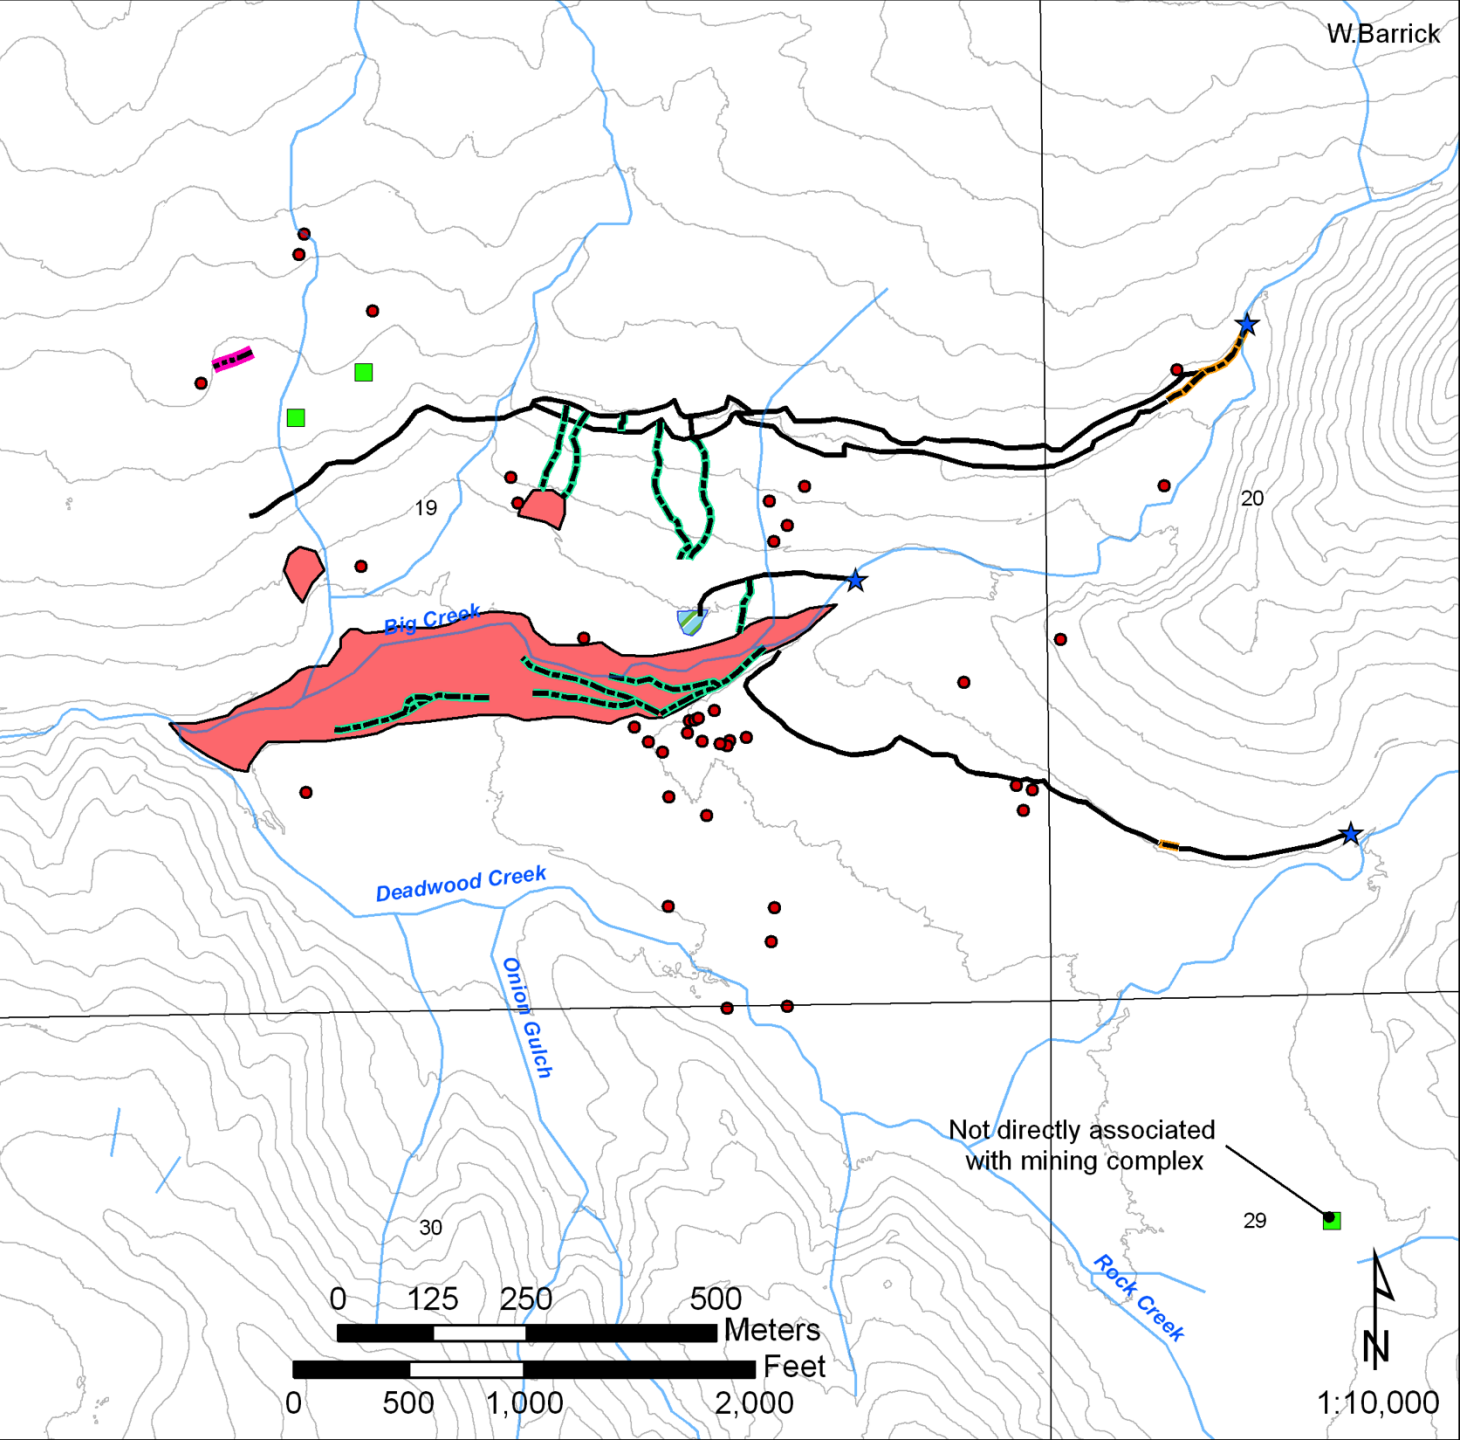 W.Barrick
19
20
Big Creek
Deadwood Creek
Onion Gulch
Not directly associated
with mining complex
30
29
Rock Creek
0 125 250 500
Meters
Feet
0 500 1,000 2,000
N
1:10,000